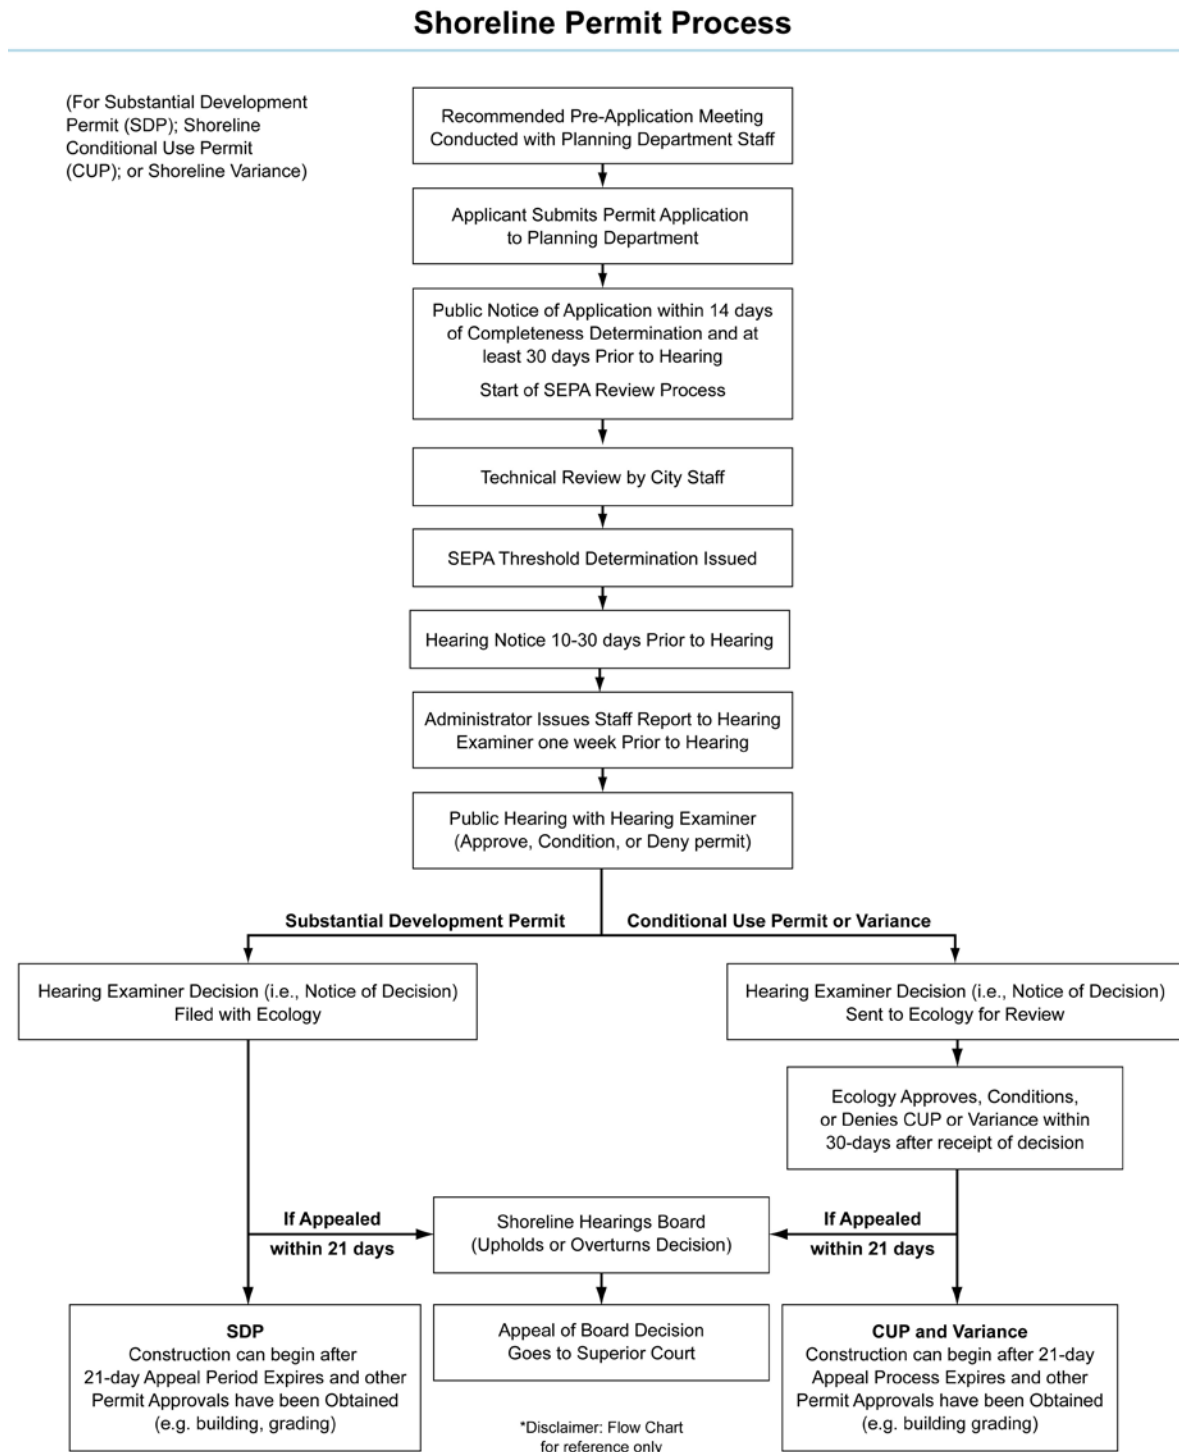 Shoreline Permit Process
(For Substantial Development
Permit (SDP); Shoreline
Conditional Use Permit
(CUP); or Shoreline Variance)
Recommended Pre-Application Meeting
Conducted with Planning Department Staff
Applicant Submits Permit Application
to Planning Department
Public Notice of Application within 14 days
of Completeness Determination and at
least 30 days Prior to Hearing
Start of SEPA Review Process
Technical Review by City Staff
SEPA Threshold Determination Issued
Hearing Notice 10-30 days Prior to Hearing
Administrator Issues Staff Report to Hearing
Examiner one week Prior to Hearing
Public Hearing with Hearing Examiner
(Approve, Condition, or Deny permit)
Substantial Development Permit
Conditional Use Permit or Variance
Hearing Examiner Decision (i.e., Notice of Decision)
Filed with Ecology
Hearing Examiner Decision (i.e., Notice of Decision)
Sent to Ecology for Review
Ecology Approves, Conditions,
or Denies CUP or Variance within
30-days after receipt of decision
If Appealed
within 21 days
Shoreline Hearings Board
(Upholds or Overturns Decision)
If Appealed
within 21 days
SDP
Construction can begin after
21-day Appeal Period Expires and other
Permit Approvals have been Obtained
(e.g. building, grading)
Appeal of Board Decision
Goes to Superior Court
CUP and Variance
Construction can begin after 21-day
Appeal Process Expires and other
Permit Approvals have been Obtained
(e.g. building grading)
*Disclaimer: Flow Chart
for reference only